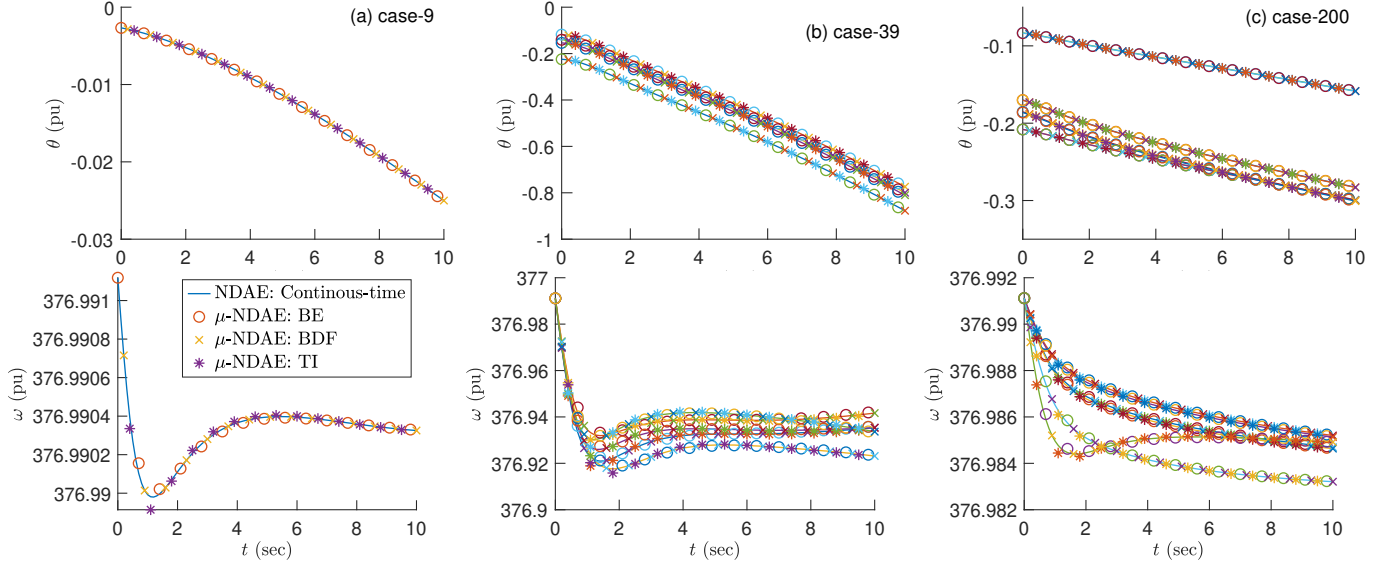 (a) case-9
0
-0.01
-0.02
-0.03
θ (pu)
0 2 4 6 8 10
(b) case-39
0
-0.2
-0.4
-0.6
-0.8
-1
θ (pu)
0 2 4 6 8 10
(c) case-200
-0.1
-0.2
-0.3
θ (pu)
0 2 4 6 8 10
376.991
376.9908
376.9906
376.9904
376.9902
376.99
ω (pu)
NDAE: Continous-time
μ-NDAE: BE
μ-NDAE: BDF
μ-NDAE: TI
0 2 4 6 8 10
t (sec)
377
376.98
376.96
376.94
376.92
376.9
ω (pu)
0 2 4 6 8 10
t (sec)
376.992
376.99
376.988
376.986
376.984
376.982
ω (pu)
0 2 4 6 8 10
t (sec)